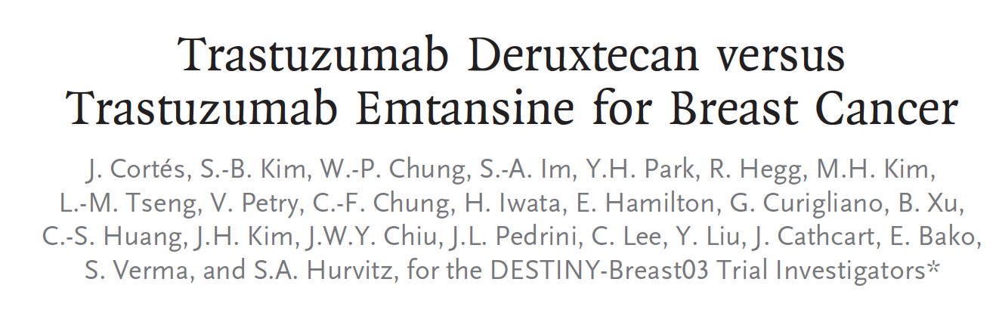 Trastuzumab Deruxtecan versus
Trastuzumab Emtansine for Breast Cancer
J. Cortés, S.-B. Kim, W.-P. Chung, S.-A. Im, Y.H. Park, R. Hegg, M.H. Kim,
L.-M. Tseng, V. Petry, C.-F. Chung, H. Iwata, E. Hamilton, G. Curigliano, B. Xu,
C.-S. Huang, J.H. Kim, J.W.Y. Chiu, J.L. Pedrini, C. Lee, Y. Liu, J. Cathcart, E. Bako,
S. Verma, and S.A. Hurvitz, for the DESTINY-Breast03 Trial Investigators*